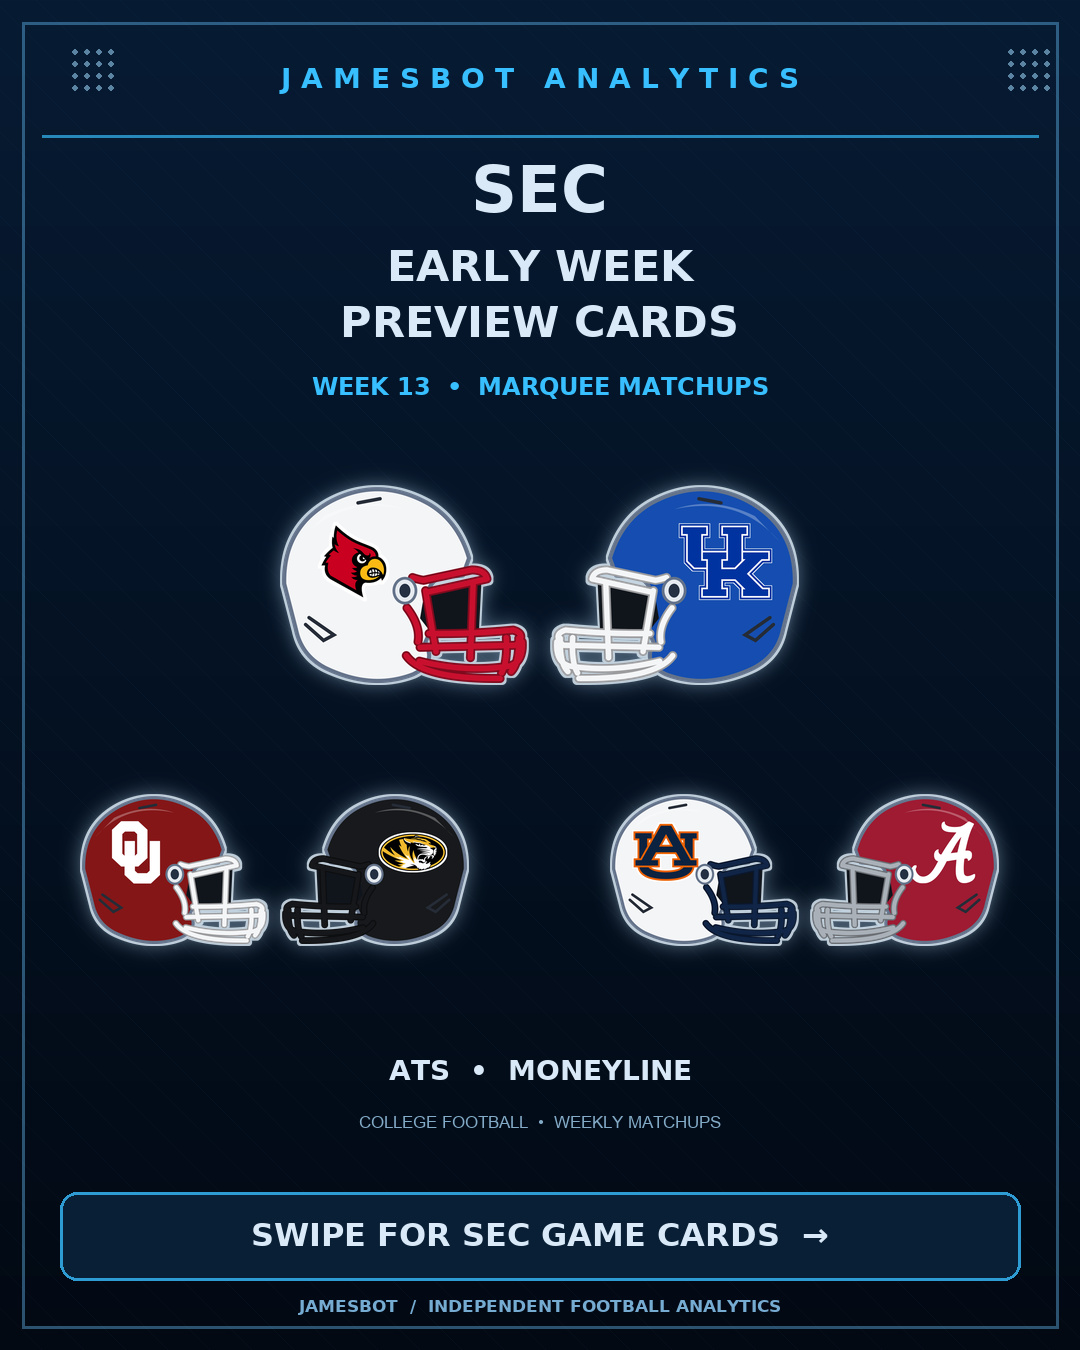 JAMESBOT ANALYTICS
SEC
EARLY WEEK
PREVIEW CARDS
WEEK 13 • MARQUEE MATCHUPS
UK
OU
AU
A
ATS • MONEYLINE
COLLEGE FOOTBALL • WEEKLY MATCHUPS
SWIPE FOR SEC GAME CARDS →
JAMESBOT / INDEPENDENT FOOTBALL ANALYTICS